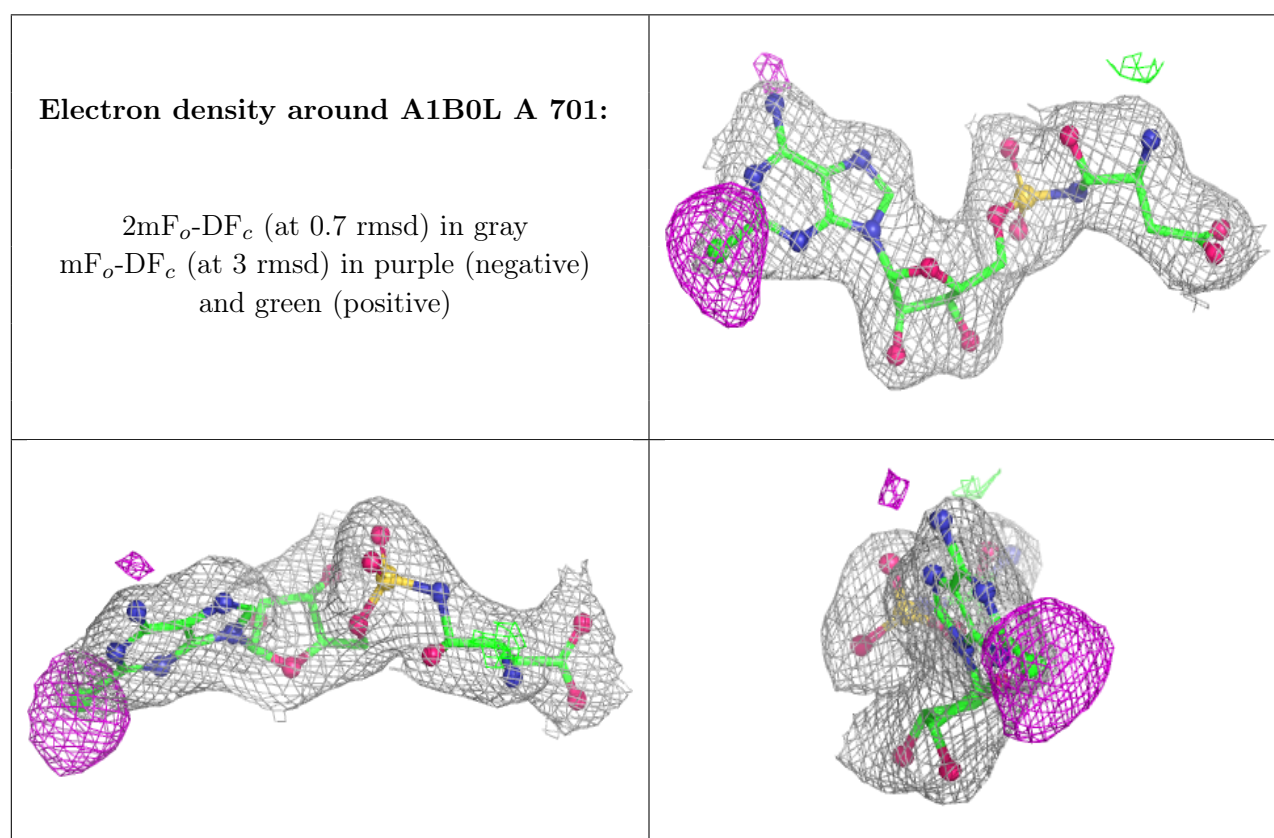 Electron density around A1B0L A 701:
2mFₒ-DF𝒸 (at 0.7 rmsd) in gray
mFₒ-DF𝒸 (at 3 rmsd) in purple (negative)
and green (positive)